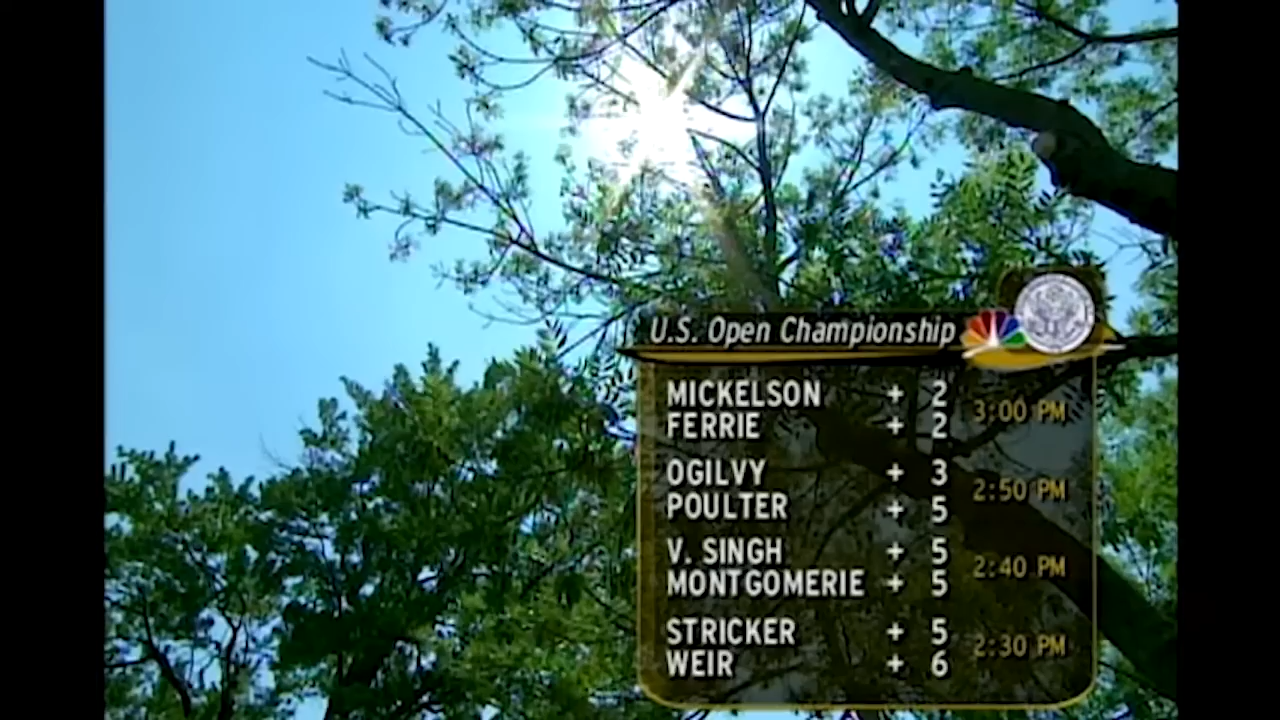 U.S. Open Championship
MICKELSON + 2
FERRIE + 2
3:00 PM
OGILVY + 3
POULTER + 5
2:50 PM
V. SINGH + 5
MONTGOMERIE + 5
2:40 PM
STRICKER + 5
WEIR + 6
2:30 PM